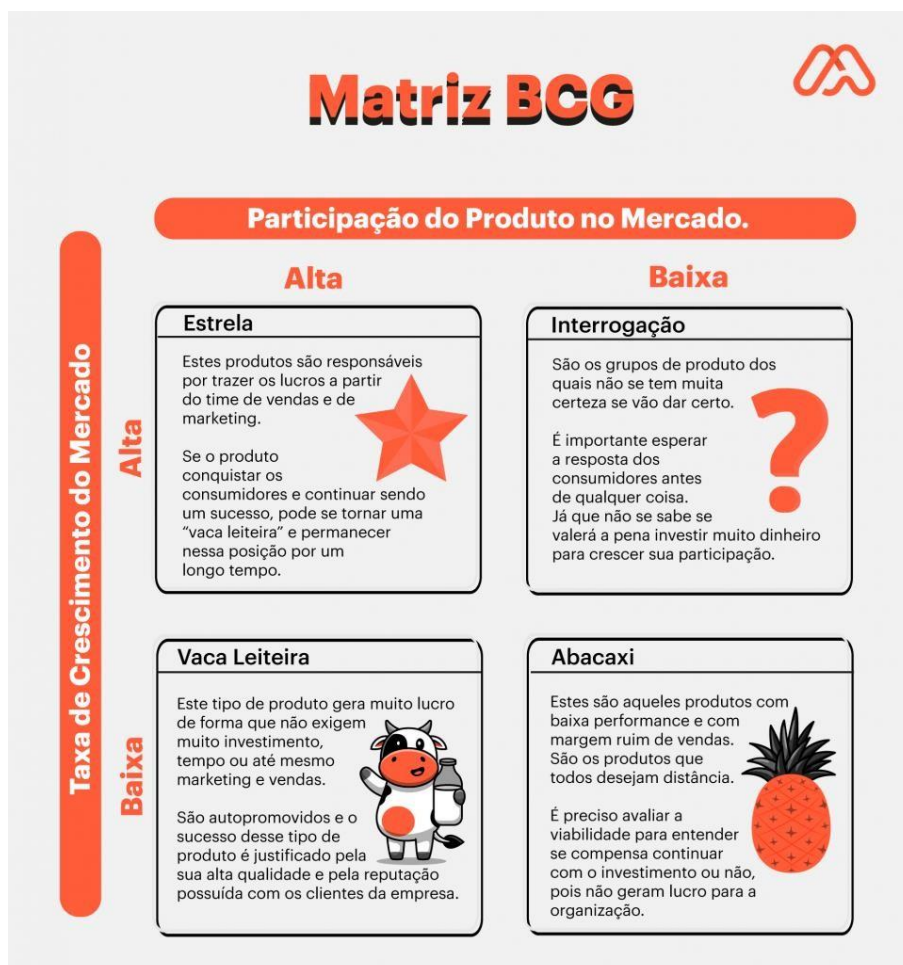 Matriz BCG
Participação do Produto no Mercado.
Alta
Baixa
Taxa de Crescimento do Mercado
Alta
Estrela
Estes produtos são responsáveis
por trazer os lucros a partir
do time de vendas e de
marketing.
Se o produto
conquistar os
consumidores e continuar sendo
um sucesso, pode se tornar uma
“vaca leiteira” e permanecer
nessa posição por um
longo tempo.
Interrogação
São os grupos de produto dos
quais não se tem muita
certeza se vão dar certo.
É importante esperar
a resposta dos
consumidores antes
de qualquer coisa.
Já que não se sabe se
valerá a pena investir muito dinheiro
para crescer sua participação.
?
Baixa
Vaca Leiteira
Este tipo de produto gera muito lucro
de forma que não exigem
muito investimento,
tempo ou até mesmo
marketing e vendas.
São autopromovidos e o
sucesso desse tipo de
produto é justificado pela
sua alta qualidade e pela reputação
possuída com os clientes da empresa.
Abacaxi
Estes são aqueles produtos com
baixa performance e com
margem ruim de vendas.
São os produtos que
todos desejam distância.
É preciso avaliar a
viabilidade para entender
se compensa continuar
com o investimento ou não,
pois não geram lucro para a
organização.